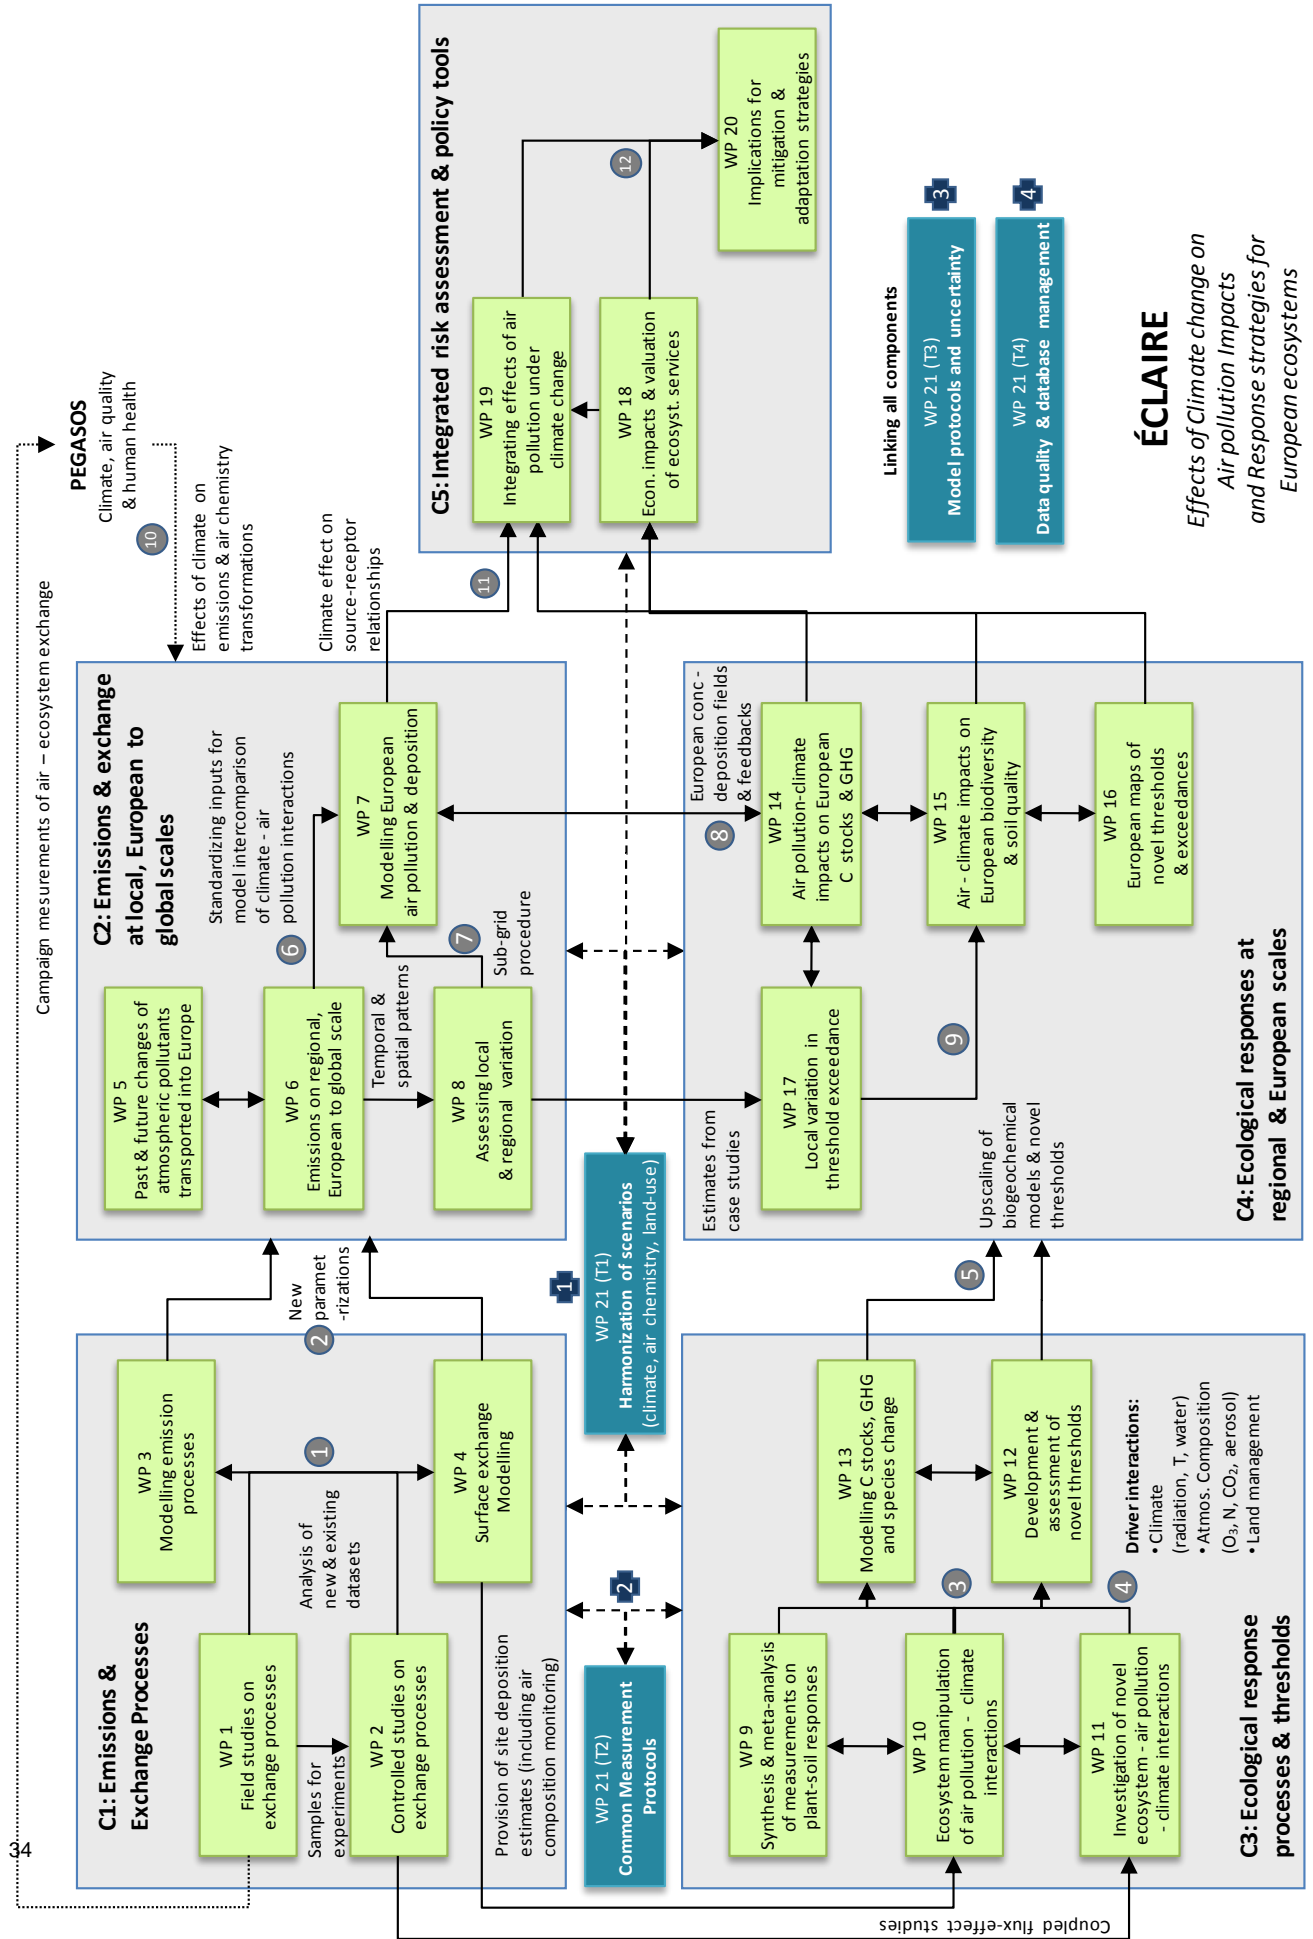 34
C1: Emissions &
Exchange Processes
WP 1
Field studies on
exchange processes
Samples for
experiments
WP 2
Controlled studies on
exchange processes
Analysis of
new & existing
datasets
1
WP 3
Modelling emission
processes
WP 4
Surface exchange
Modelling
Provision of site deposition
estimates (including air
composition monitoring)
New
paramet
-rizations
2
Campaign mesurements of air – ecosystem exchange
PEGASOS
Climate, air quality
& human health
10
Effects of climate on
emissions & air chemistry
transformations
C2: Emissions & exchange
at local, European to
global scales
WP 5
Past & future changes of
atmospheric pollutants
transported into Europe
WP 6
Emissions on regional,
European to global scale
Temporal &
spatial patterns
WP 8
Assessing local
& regional variation
Standardizing inputs for
model intercomparison
of climate - air
pollution interactions
6
7
Sub-grid
procedure
WP 7
Modelling European
air pollution & deposition
Climate effect on
source-receptor
relationships
11
WP 21 (T2)
Common Measurement
Protocols
2
1
WP 21 (T1)
Harmonization of scenarios
(climate, air chemistry, land-use)
C3: Ecological response
processes & thresholds
WP 9
Synthesis & meta-analysis
of measurements on
plant-soil responses
WP 10
Ecosystem manipulation
of air pollution - climate
interactions
WP 11
Investigation of novel
ecosystem - air pollution
- climate interactions
Coupled flux-effect studies
3
4
WP 13
Modelling C stocks, GHG
and species change
WP 12
Development &
assessment of
novel thresholds
Driver interactions:
• Climate
(radiation, T, water)
• Atmos. Composition
(O₃, N, CO₂, aerosol)
• Land management
5
Upscaling of
biogeochemical
models & novel
thresholds
C4: Ecological responses at
regional & European scales
Estimates from
case studies
WP 17
Local variation in
threshold exceedance
9
8
European conc -
deposition fields
& feedbacks
WP 14
Air pollution-climate
impacts on European
C stocks & GHG
WP 15
Air - climate impacts on
European biodiversity
& soil quality
WP 16
European maps of
novel thresholds
& exceedances
C5: Integrated risk assessment & policy tools
WP 19
Integrating effects of air
pollution under
climate change
WP 18
Econ. impacts & valuation
of ecosyst. services
12
WP 20
Implications for
mitigation &
adaptation strategies
Linking all components
WP 21 (T3)
Model protocols and uncertainty
3
WP 21 (T4)
Data quality & database management
4
ÉCLAIRE
Effects of Climate change on
Air pollution Impacts
and Response strategies for
European ecosystems